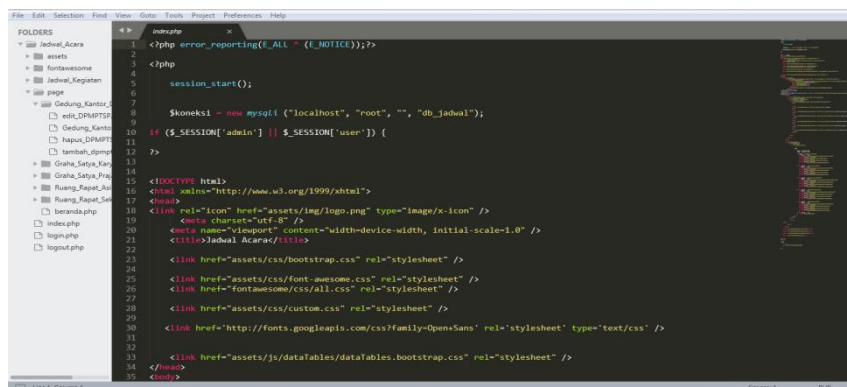 File Edit Selection Find View Goto Tools Project Preferences Help
FOLDERS
Jadwal_Acara
assets
fontawesome
Jadwal_Kegiatan
page
Gedung_Kantor_D
edit_DPMPTSP.
Gedung_Kanto
hapus_DPMPTS
tambah_dpmpt
Graha_Satya_Kary
Graha_Satya_Praj
Ruang_Rapat_Asi
Ruang_Rapat_Sek
beranda.php
index.php
login.php
logout.php
index.php ×
1 <?php error_reporting(E_ALL ^ (E_NOTICE));?>
2
3 <?php
4
5 session_start();
6
7
8 $koneksi = new mysqli ("localhost", "root", "", "db_jadwal");
9
10 if ($_SESSION['admin'] || $_SESSION['user']) {
11
12 ?>
13
14
15 <!DOCTYPE html>
16 <html xmlns="http://www.w3.org/1999/xhtml">
17 <head>
18 <link rel="icon" href="assets/img/logo.png" type="image/x-icon" />
19 <meta charset="utf-8" />
20 <meta name="viewport" content="width=device-width, initial-scale=1.0" />
21 <title>Jadwal Acara</title>
22
23 <link href="assets/css/bootstrap.css" rel="stylesheet" />
24
25 <link href="assets/css/font-awesome.css" rel="stylesheet" />
26 <link href="fontawesome/css/all.css" rel="stylesheet" />
27
28 <link href="assets/css/custom.css" rel="stylesheet" />
29
30 <link href='http://fonts.googleapis.com/css?family=Open+Sans' rel='stylesheet' type='text/css' />
31
32
33 <link href="assets/js/dataTables/dataTables.bootstrap.css" rel="stylesheet" />
34 </head>
35 <body>